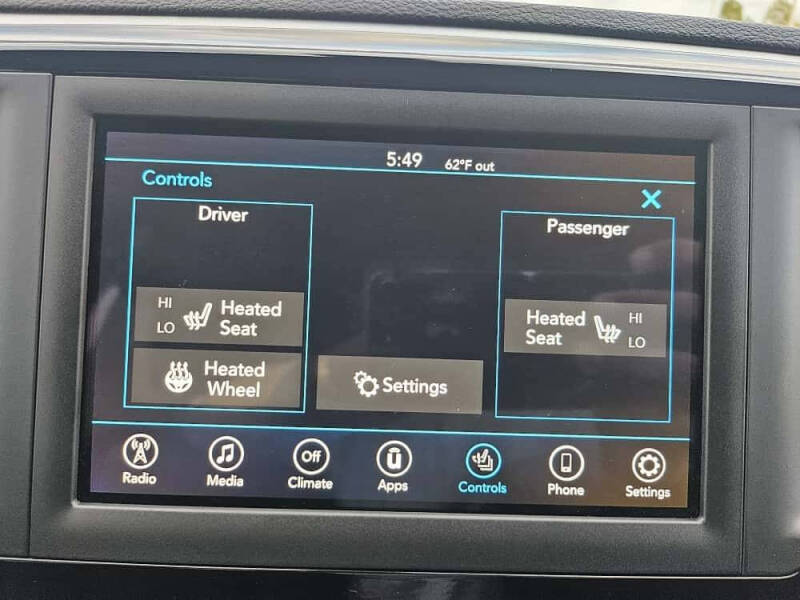 5:49 62°F out
Controls
Driver
HI
LO
Heated
Seat
Heated
Wheel
Settings
Passenger
Heated
Seat
HI
LO
Radio
Media
Off
Climate
Apps
Controls
Phone
Settings